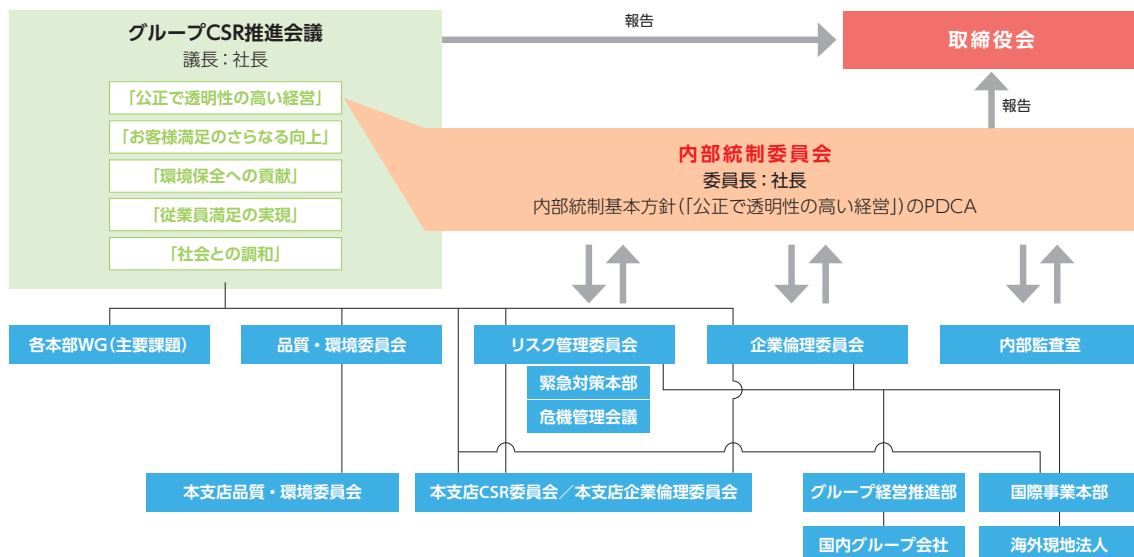 グループCSR推進会議
議長：社長
「公正で透明性の高い経営」
「お客様満足のさらなる向上」
「環境保全への貢献」
「従業員満足の実現」
「社会との調和」
報告
取締役会
報告
内部統制委員会
委員長：社長
内部統制基本方針(「公正で透明性の高い経営」)のPDCA
各本部WG(主要課題)
品質・環境委員会
リスク管理委員会
企業倫理委員会
内部監査室
緊急対策本部
危機管理会議
本支店品質・環境委員会
本支店CSR委員会／本支店企業倫理委員会
グループ経営推進部
国際事業本部
国内グループ会社
海外現地法人